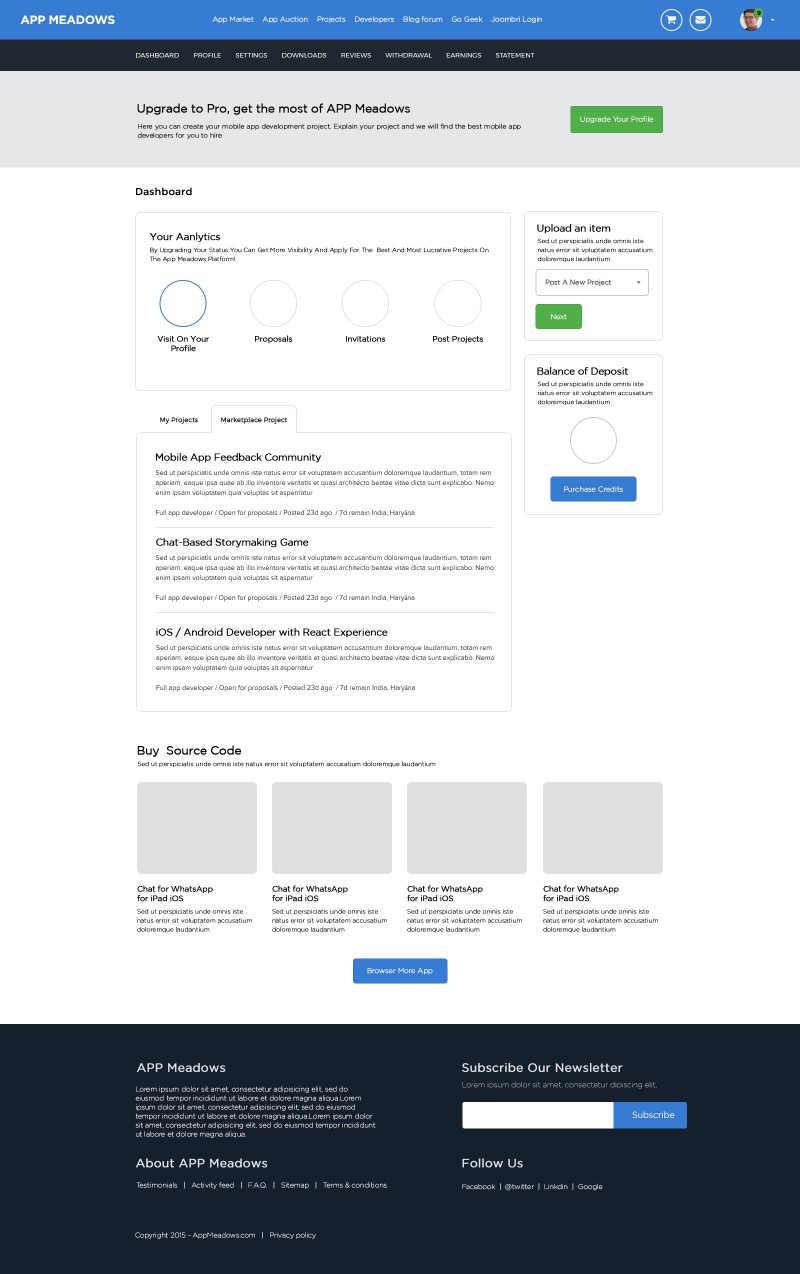 APP MEADOWS
App Market App Auction Projects Developers Blog forum Go Geek Joombri Login
DASHBOARD PROFILE SETTINGS DOWNLOADS REVIEWS WITHDRAWAL EARNINGS STATEMENT
Upgrade to Pro, get the most of APP Meadows
Here you can create your mobile app development project. Explain your project and we will find the best mobile app
developers for you to hire
Upgrade Your Profile
Dashboard
Your Aanlytics
By Upgrading Your Status You Can Get More Visibility And Apply For The Best And Most Lucrative Projects On
The App Meadows Platform!
Visit On Your
Profile
Proposals
Invitations
Post Projects
Upload an item
Sed ut perspiciatis unde omnis iste
natus error sit voluptatem accusatium
doloremque laudantium
Post A New Project
Next
Balance of Deposit
Sed ut perspiciatis unde omnis iste
natus error sit voluptatem accusatium
doloremque laudantium
Purchase Credits
My Projects
Marketplace Project
Mobile App Feedback Community
Sed ut perspiciatis unde omnis iste natus error sit voluptatem accusantium doloremque laudantium, totam rem
aperiam, eaque ipsa quae ab illo inventore veritatis et quasi architecto beatae vitae dicta sunt explicabo. Nemo
enim ipsam voluptatem quia voluptas sit aspernatur
Full app developer / Open for proposals / Posted 23d ago / 7d remain India, Haryāna
Chat-Based Storymaking Game
Sed ut perspiciatis unde omnis iste natus error sit voluptatem accusantium doloremque laudantium, totam rem
aperiam, eaque ipsa quae ab illo inventore veritatis et quasi architecto beatae vitae dicta sunt explicabo. Nemo
enim ipsam voluptatem quia voluptas sit aspernatur
Full app developer / Open for proposals / Posted 23d ago / 7d remain India, Haryāna
iOS / Android Developer with React Experience
Sed ut perspiciatis unde omnis iste natus error sit voluptatem accusantium doloremque laudantium, totam rem
aperiam, eaque ipsa quae ab illo inventore veritatis et quasi architecto beatae vitae dicta sunt explicabo. Nemo
enim ipsam voluptatem quia voluptas sit aspernatur
Full app developer / Open for proposals / Posted 23d ago / 7d remain India, Haryāna
Buy Source Code
Sed ut perspiciatis unde omnis iste natus error sit voluptatem accusatium doloremque laudantium
Chat for WhatsApp
for iPad iOS
Sed ut perspiciatis unde omnis iste
natus error sit voluptatem accusatium
doloremque laudantium
Chat for WhatsApp
for iPad iOS
Sed ut perspiciatis unde omnis iste
natus error sit voluptatem accusatium
doloremque laudantium
Chat for WhatsApp
for iPad iOS
Sed ut perspiciatis unde omnis iste
natus error sit voluptatem accusatium
doloremque laudantium
Chat for WhatsApp
for iPad iOS
Sed ut perspiciatis unde omnis iste
natus error sit voluptatem accusatium
doloremque laudantium
Browser More App
APP Meadows
Lorem ipsum dolor sit amet, consectetur adipisicing elit, sed do
eiusmod tempor incididunt ut labore et dolore magna aliqua.Lorem
ipsum dolor sit amet, consectetur adipisicing elit, sed do eiusmod
tempor incididunt ut labore et dolore magna aliqua.Lorem ipsum dolor
sit amet, consectetur adipisicing elit, sed do eiusmod tempor incididunt
ut labore et dolore magna aliqua.
Subscribe Our Newsletter
Lorem ipsum dolor sit amet, consectetur dipiscing elit.
Subscribe
About APP Meadows
Testimonials | Activity feed | F.A.Q. | Sitemap | Terms & conditions
Follow Us
Facebook | @twitter | Linkdin | Google
Copyright 2015 - AppMeadows.com | Privacy policy